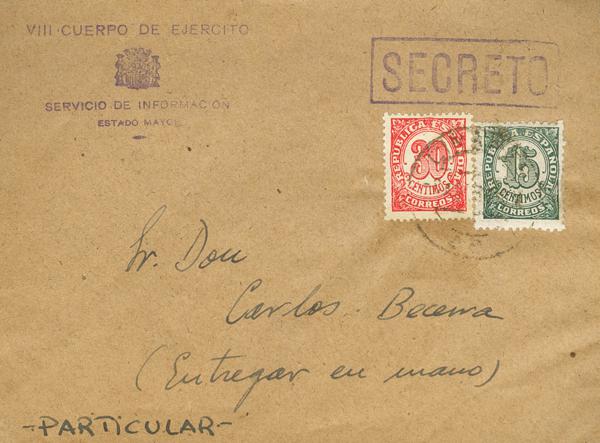 VIII CUERPO DE EJERCITO
SERVICIO DE INFORMACIÓN
ESTADO MAYOR
SECRETO
REPUBLICA ESPAÑOLA
30
CENTIMOS
CORREOS
REPUBLICA ESPAÑOLA
15
CENTIMOS
CORREOS
Sr. Don
Carlos Becerra
(Entregar en mano)
-PARTICULAR-